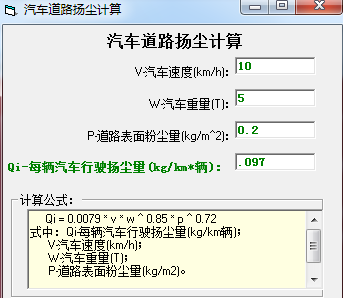 汽车道路扬尘计算
汽车道路扬尘计算
V-汽车速度(km/h): 10
W-汽车重量(T): 5
P-道路表面粉尘量(kg/m^2): 0.2
Qi-每辆汽车行驶扬尘量(kg/km*辆): .097
计算公式:
Qi = 0.0079 * v * w ^ 0.85 * p ^ 0.72
式中: Qi-每辆汽车行驶扬尘量(kg/km辆);
V-汽车速度(km/h);
W-汽车重量(T);
P-道路表面粉尘量(kg/m2)。